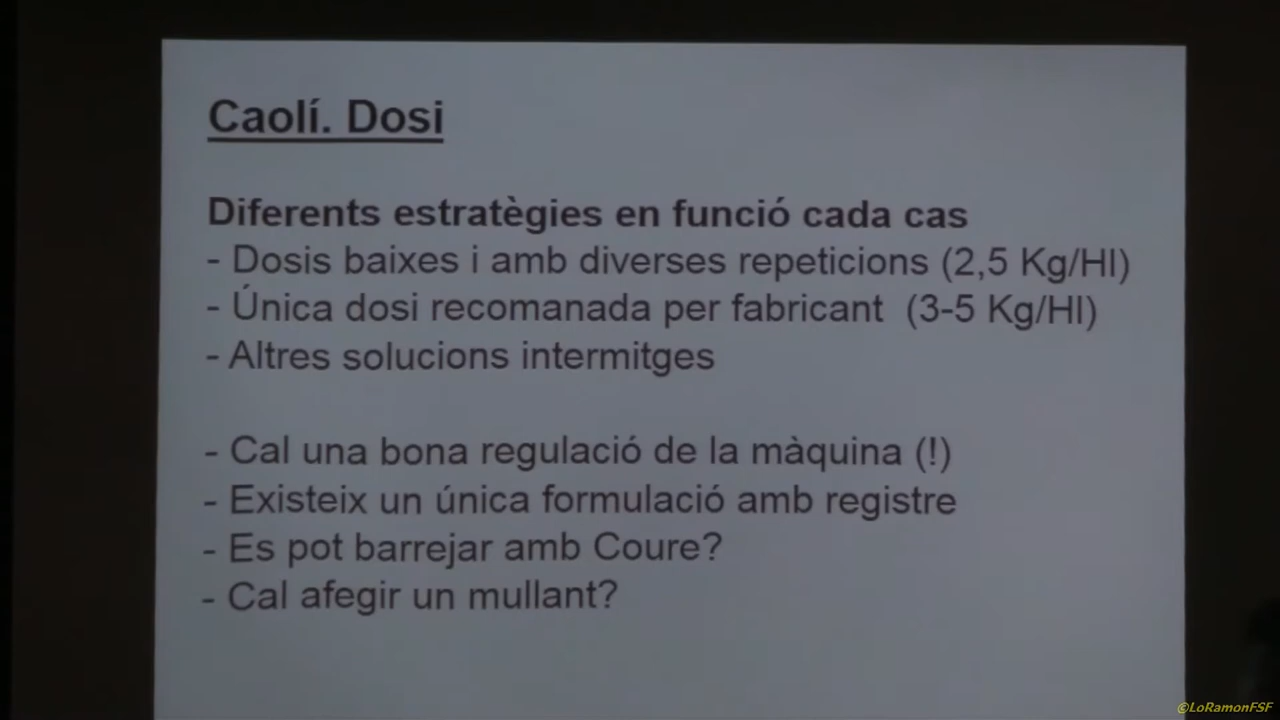 Caolí. Dosi
Diferents estratègies en funció cada cas
- Dosis baixes i amb diverses repeticions (2,5 Kg/Hl)
- Única dosi recomanada per fabricant (3-5 Kg/Hl)
- Altres solucions intermitges
- Cal una bona regulació de la màquina (!)
- Existeix un única formulació amb registre
- Es pot barrejar amb Coure?
- Cal afegir un mullant?
©LoRamonFSF